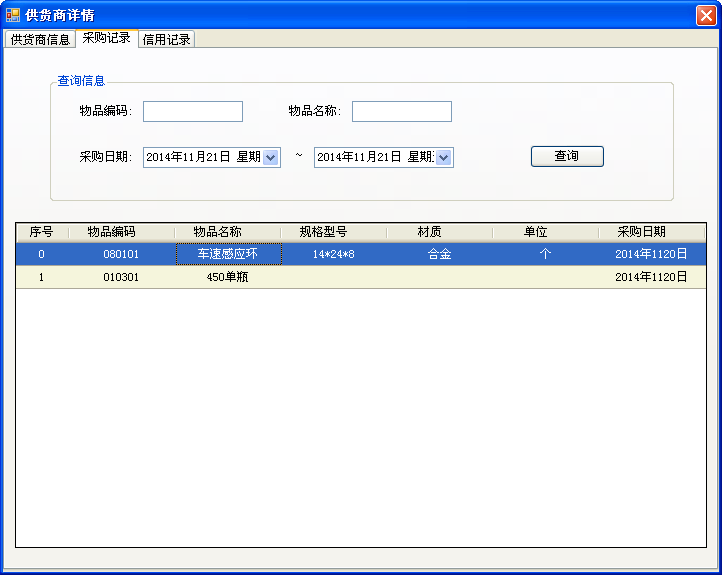 供货商详情
供货商信息 采购记录 信用记录
查询信息
物品编码: 物品名称:
采购日期: 2014年11月21日 星期 ~ 2014年11月21日 星期 查询
序号 物品编码 物品名称 规格型号 材质 单位 采购日期
0 080101 车速感应环 14*24*8 合金 个 2014年1120日
1 010301 450单瓶 2014年1120日